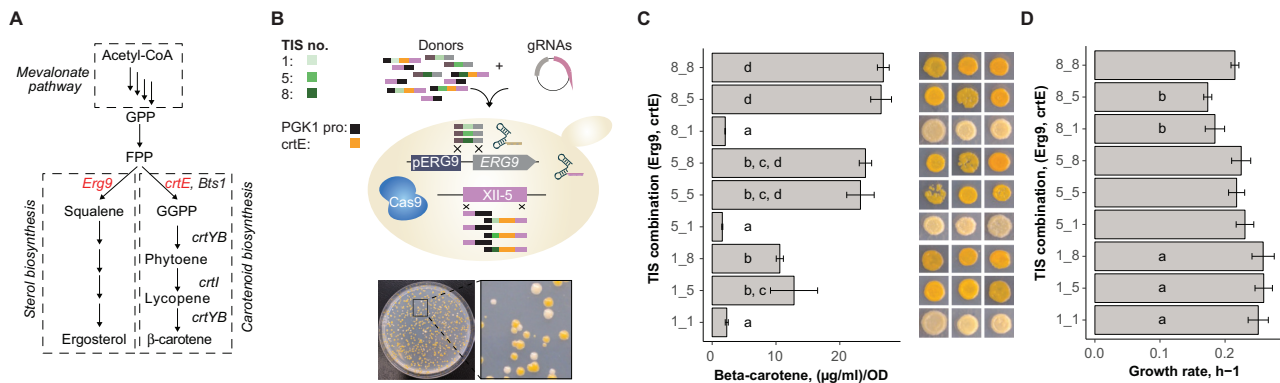 A
Acetyl-CoA
Mevalonate
pathway
GPP
FPP
Erg9
crtE, Bts1
Squalene
GGPP
crtYB
Phytoene
crtI
Lycopene
crtYB
Ergosterol
β-carotene
Sterol biosynthesis
Carotenoid biosynthesis
B
TIS no.
1:
5:
8:
PGK1 pro:
crtE:
Donors
+
gRNAs
pERG9
ERG9
Cas9
XII-5
C
TIS combination (Erg9, crtE)
8_8
8_5
8_1
5_8
5_5
5_1
1_8
1_5
1_1
d
d
a
b, c, d
b, c, d
a
b
b, c
a
0
10
20
Beta-carotene, (µg/ml)/OD
D
TIS combination, (Erg9, crtE)
8_8
8_5
8_1
5_8
5_5
5_1
1_8
1_5
1_1
b
b
a
a
a
0.0
0.1
0.2
Growth rate, h−1